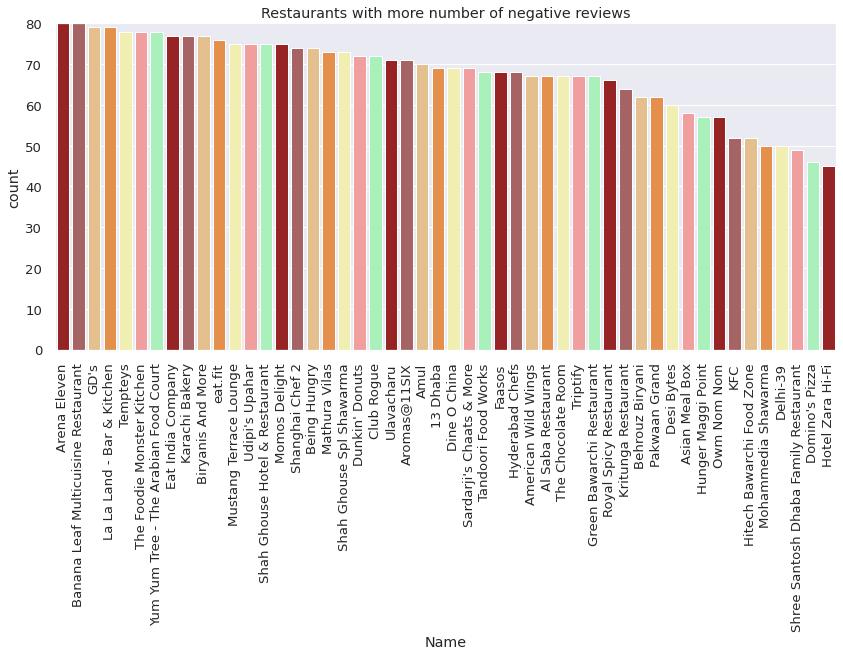 Restaurants with more number of negative reviews
count
80
70
60
50
40
30
20
10
0
Arena Eleven
Banana Leaf Multicuisine Restaurant
GD's
La La Land - Bar & Kitchen
Tempteys
The Foodie Monster Kitchen
Yum Yum Tree - The Arabian Food Court
Eat India Company
Karachi Bakery
Biryanis And More
eat.fit
Mustang Terrace Lounge
Udipi's Upahar
Shah Ghouse Hotel & Restaurant
Momos Delight
Shanghai Chef 2
Being Hungry
Mathura Vilas
Shah Ghouse Spl Shawarma
Dunkin' Donuts
Club Rogue
Ulavacharu
Aromas@11SIX
Amul
13 Dhaba
Dine O China
Sardarji's Chaats & More
Tandoori Food Works
Faasos
Hyderabad Chefs
American Wild Wings
Al Saba Restaurant
The Chocolate Room
Triptify
Green Bawarchi Restaurant
Royal Spicy Restaurant
Kritunga Restaurant
Behrouz Biryani
Pakwaan Grand
Desi Bytes
Asian Meal Box
Hunger Maggi Point
Owm Nom Nom
KFC
Hitech Bawarchi Food Zone
Mohammedia Shawarma
Delhi-39
Shree Santosh Dhaba Family Restaurant
Domino's Pizza
Hotel Zara Hi-Fi
Name